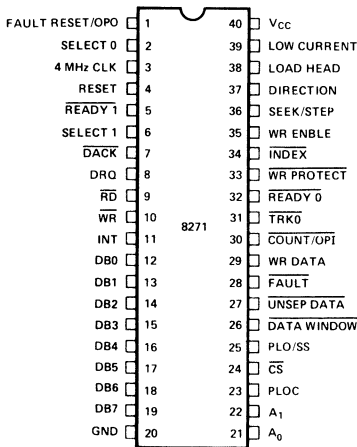 FAULT RESET/OPO 1 40 VCC
SELECT 0 2 39 LOW CURRENT
4 MHz CLK 3 38 LOAD HEAD
RESET 4 37 DIRECTION
READY 1 5 36 SEEK/STEP
SELECT 1 6 35 WR ENBLE
DACK 7 34 INDEX
DRQ 8 33 WR PROTECT
RD 9 32 READY 0
WR 10 31 TRK0
8271
INT 11 30 COUNT/OPI
DB0 12 29 WR DATA
DB1 13 28 FAULT
DB2 14 27 UNSEP DATA
DB3 15 26 DATA WINDOW
DB4 16 25 PLO/SS
DB5 17 24 CS
DB6 18 23 PLOC
DB7 19 22 A1
GND 20 21 A0